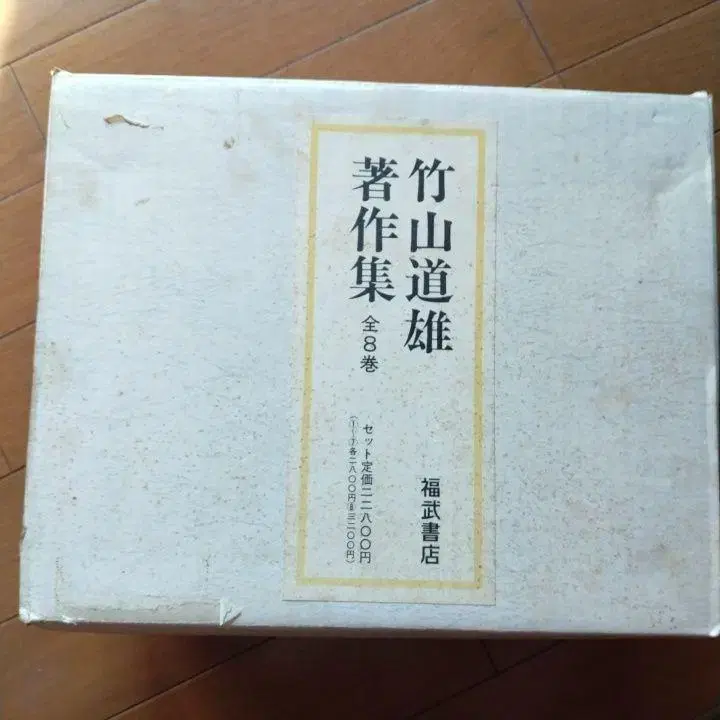 竹山道雄
著作集 全8巻
セット定価二二八〇〇円
(①~⑦各二八〇〇円⑧三二〇〇円)
福武書店